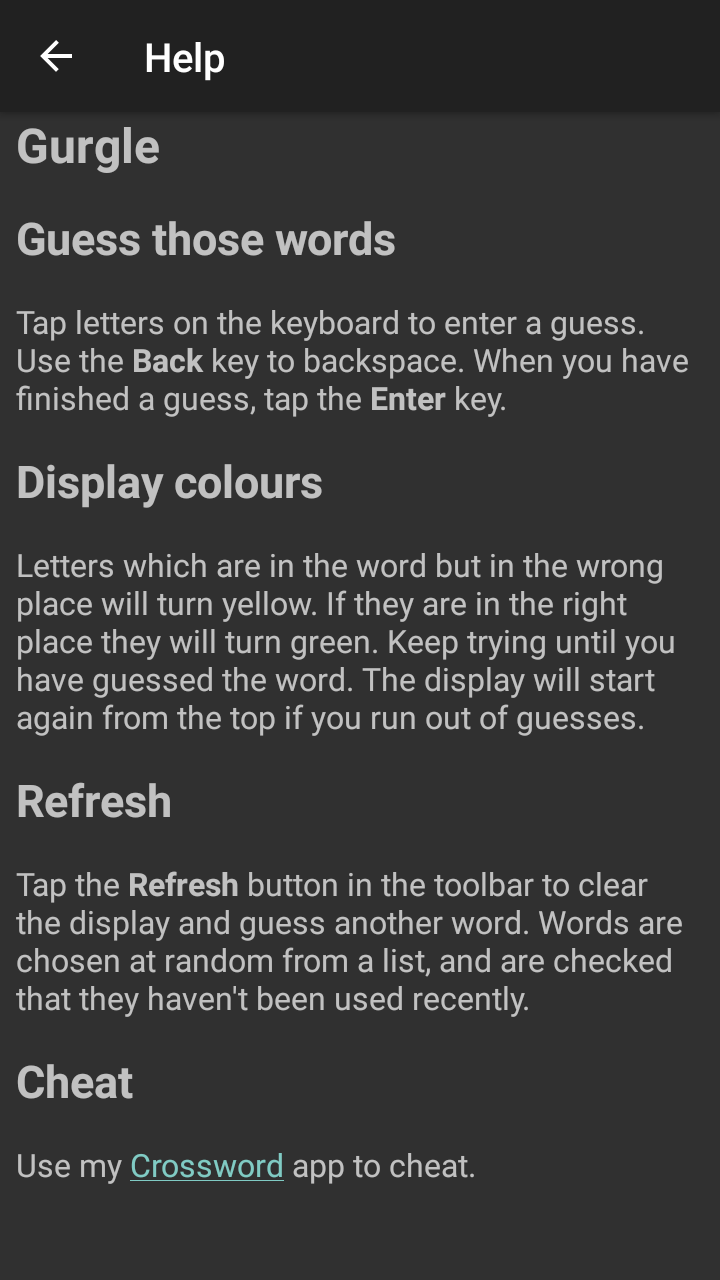 Help
Gurgle
Guess those words
Tap letters on the keyboard to enter a guess.
Use the Back key to backspace. When you have
finished a guess, tap the Enter key.
Display colours
Letters which are in the word but in the wrong
place will turn yellow. If they are in the right
place they will turn green. Keep trying until you
have guessed the word. The display will start
again from the top if you run out of guesses.
Refresh
Tap the Refresh button in the toolbar to clear
the display and guess another word. Words are
chosen at random from a list, and are checked
that they haven't been used recently.
Cheat
Use my Crossword app to cheat.